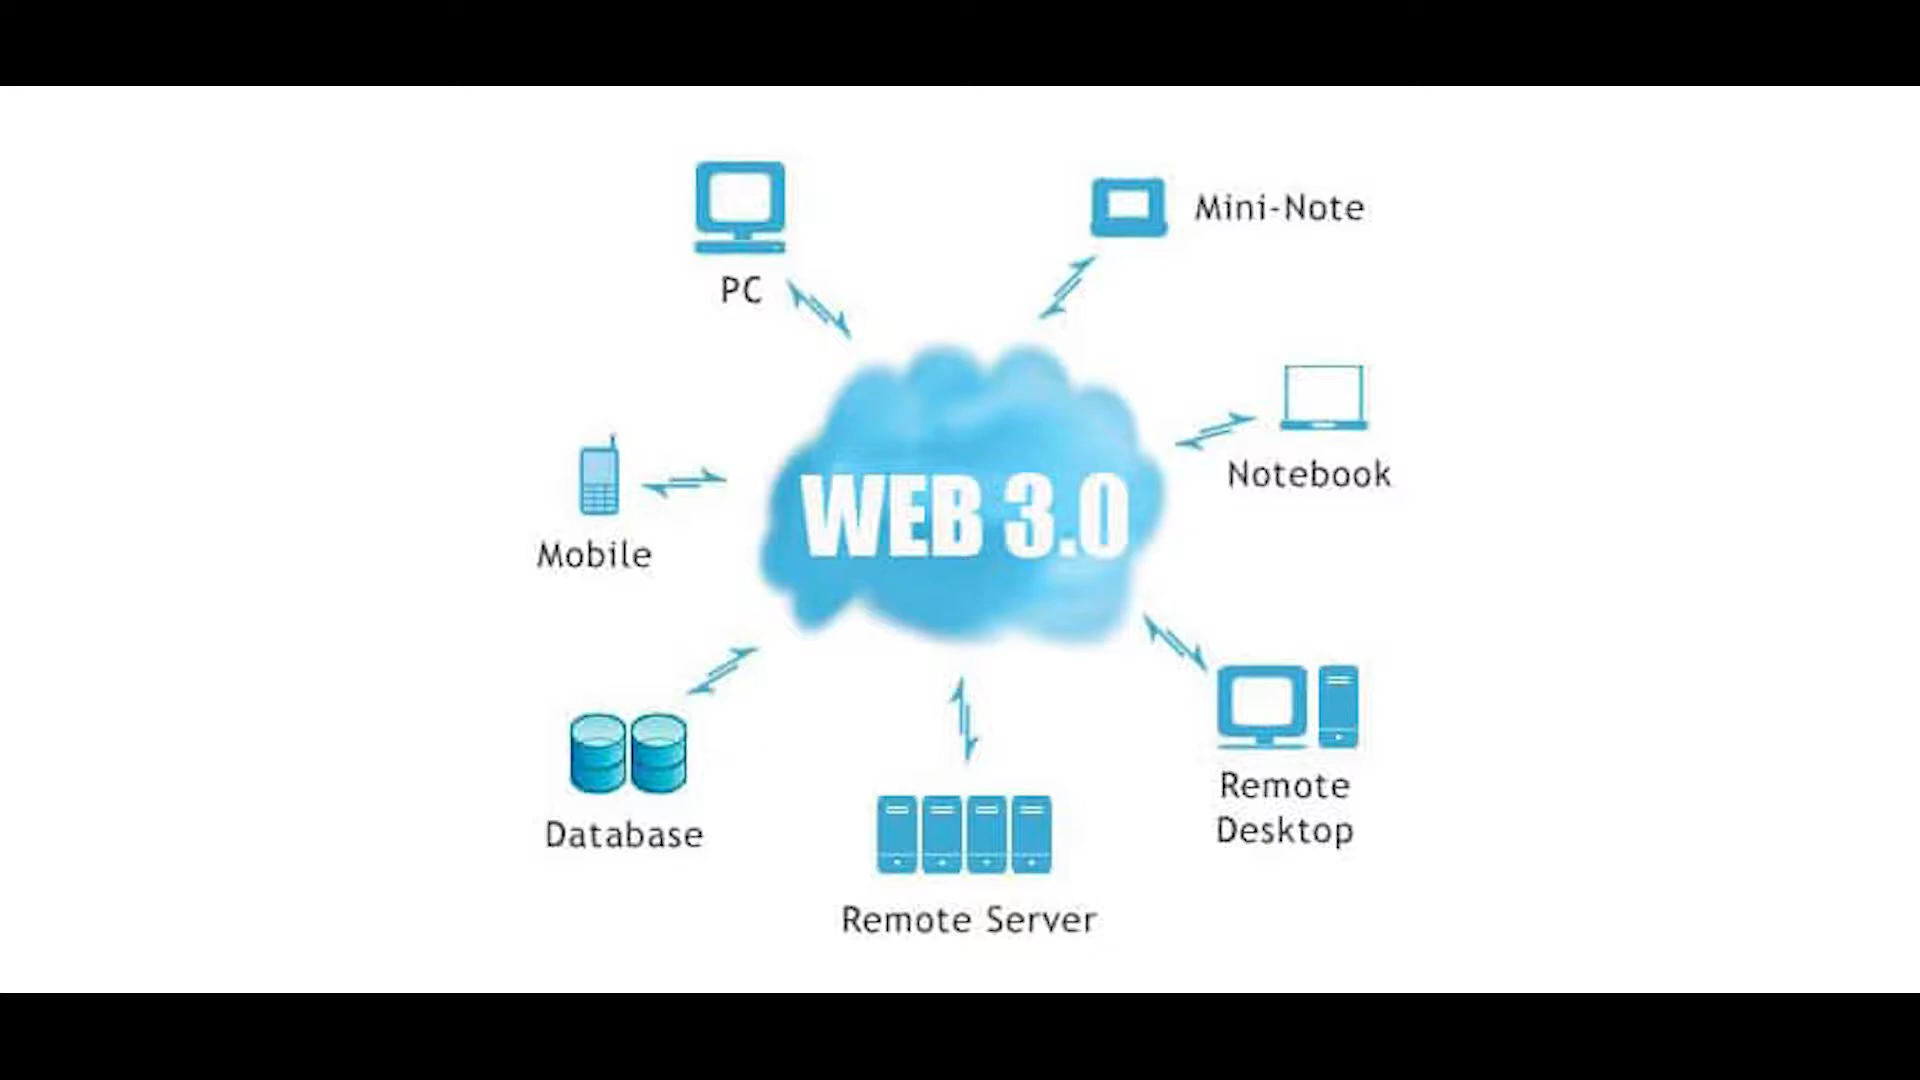 Mini-Note
PC
Notebook
WEB 3.0
Mobile
Remote
Desktop
Database
Remote Server